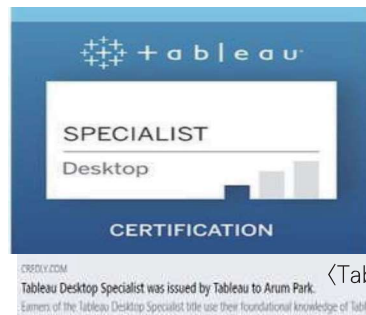 + a b l e a u
SPECIALIST
Desktop
CERTIFICATION
CREDLY.COM
〈Tab
Tableau Desktop Specialist was issued by Tableau to Arum Park.
Earners of the Tableau Desktop Specialist title use their foundational knowledge of Tabl